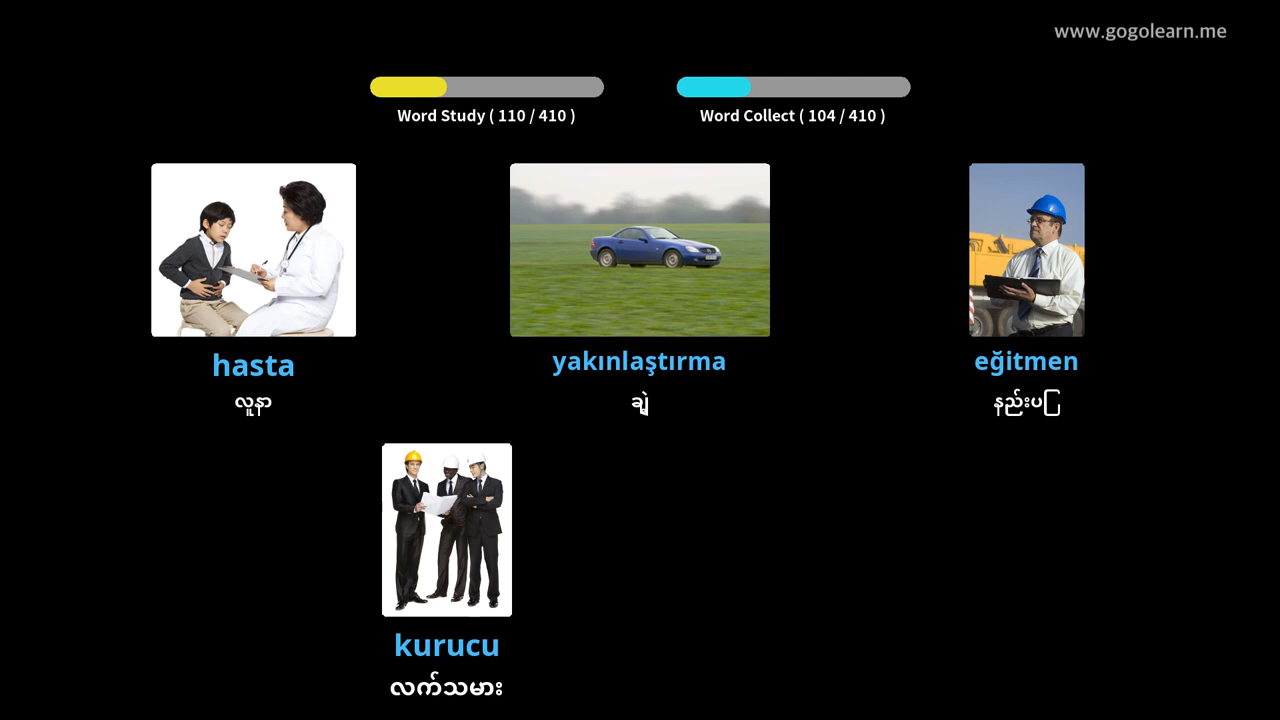 www.gogolearn.me
Word Study ( 110 / 410 )
Word Collect ( 104 / 410 )
hasta
yakınlaştırma
eğitmen
လူနာ
ချဲ့
နည်းပြ
kurucu
လက်သမား